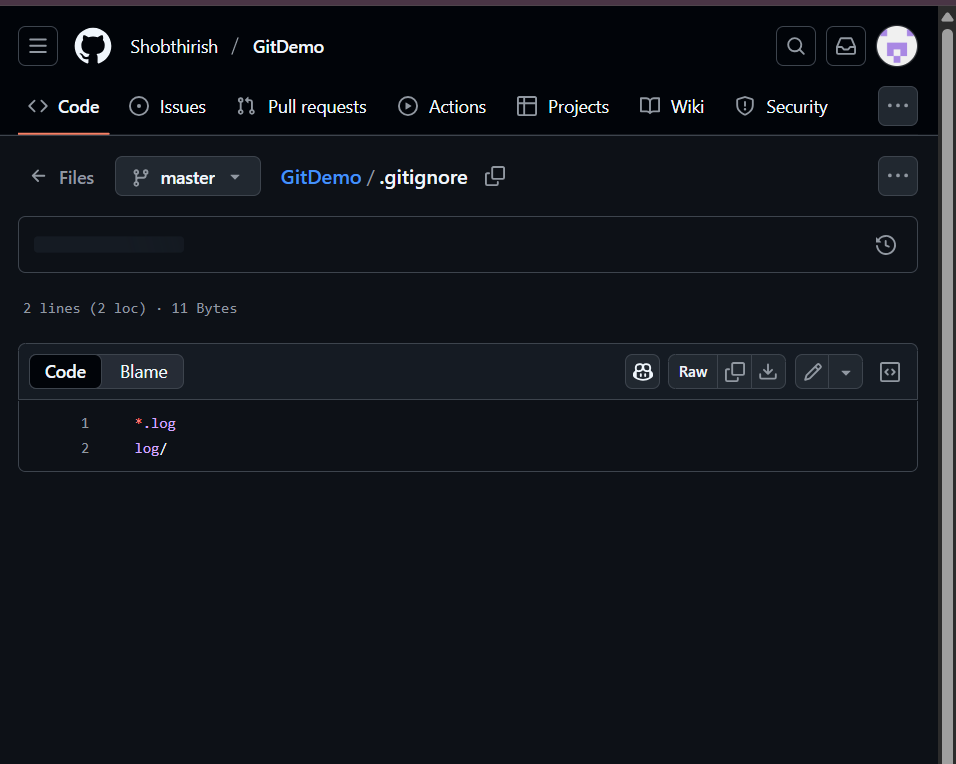 Shobthirish / GitDemo
Code Issues Pull requests Actions Projects Wiki Security
Files master GitDemo / .gitignore
2 lines (2 loc) · 11 Bytes
Code Blame Raw
1 *.log
2 log/